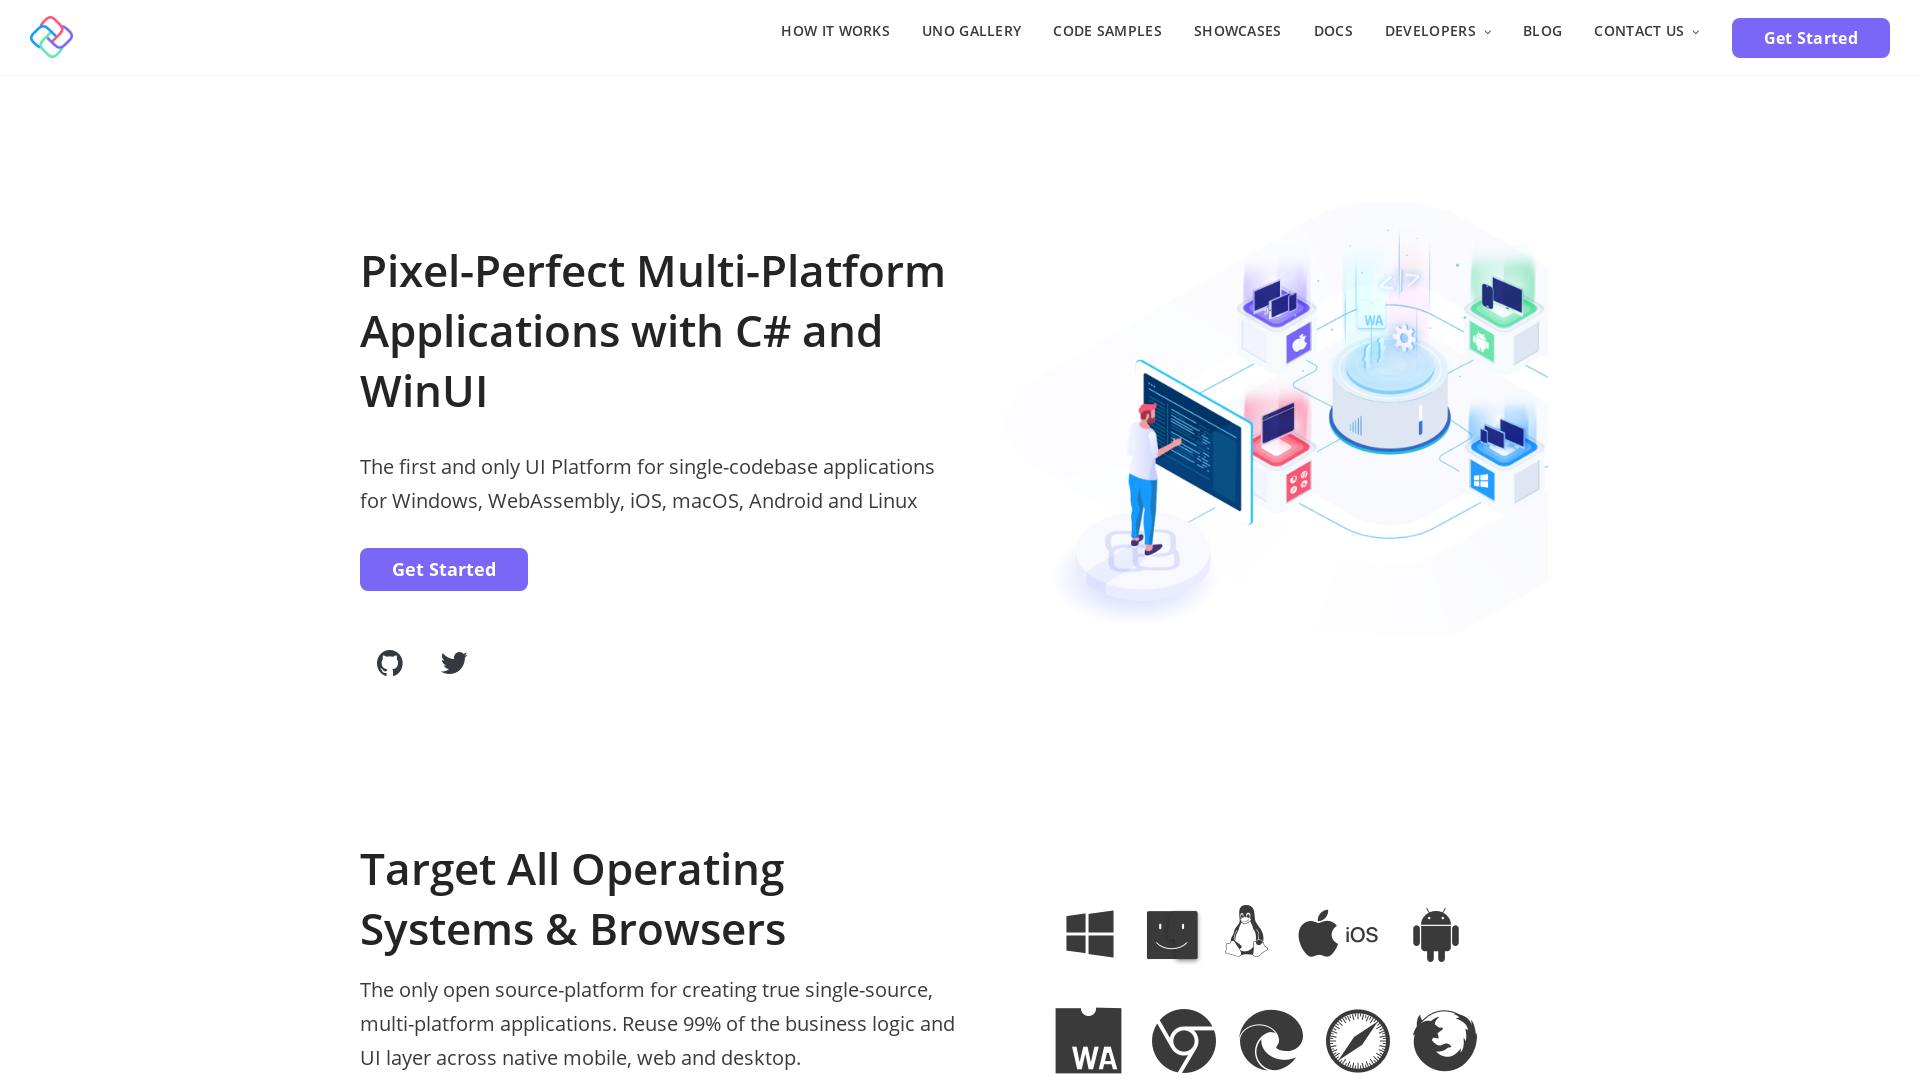 HOW IT WORKS
UNO GALLERY
CODE SAMPLES
SHOWCASES
DOCS
DEVELOPERS
BLOG
CONTACT US
Get Started
Pixel-Perfect Multi-Platform
Applications with C# and
WinUI
The first and only UI Platform for single-codebase applications
for Windows, WebAssembly, iOS, macOS, Android and Linux
Get Started
</>
WA
{}
Target All Operating
Systems & Browsers
The only open source-platform for creating true single-source,
multi-platform applications. Reuse 99% of the business logic and
UI layer across native mobile, web and desktop.
iOS
WA